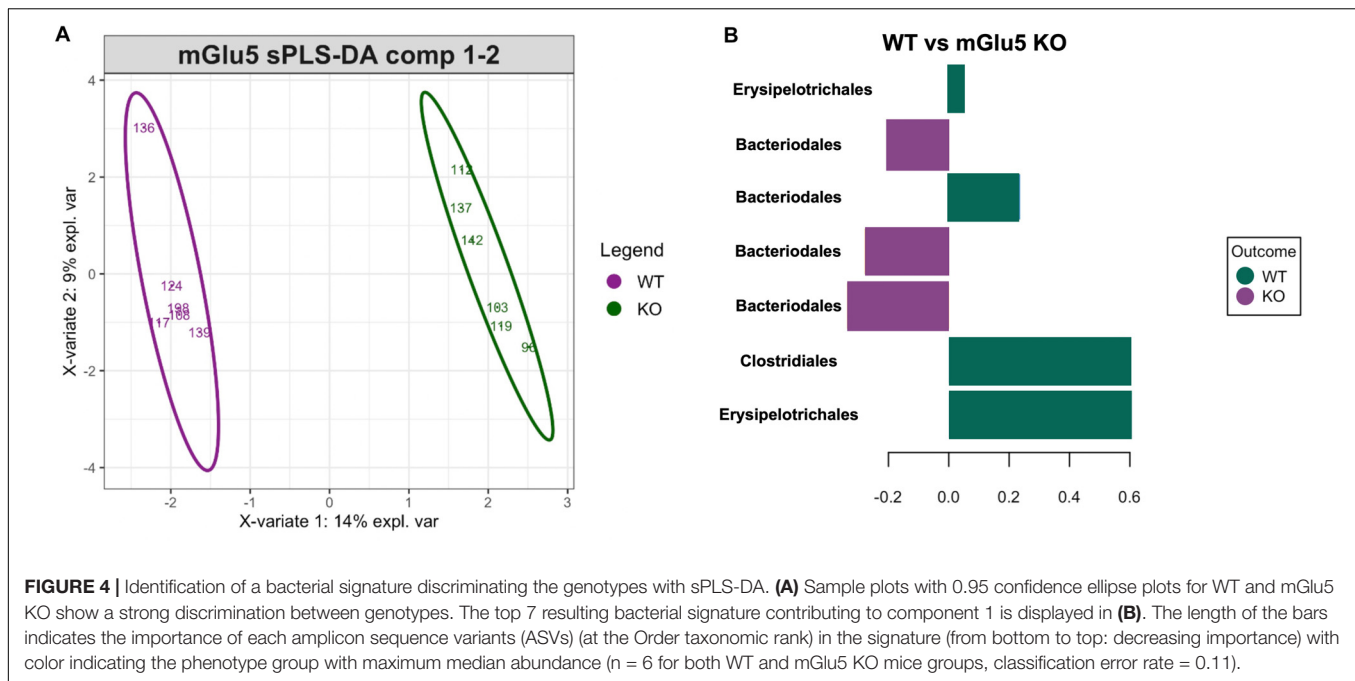 A
mGlu5 sPLS-DA comp 1-2
4
2
0
-2
-4
X-variate 2: 9% expl. var
136
124
117
139
112
137
142
103
119
-2
-1
0
1
2
3
X-variate 1: 14% expl. var
Legend
WT
KO
B
WT vs mGlu5 KO
Erysipelotrichales
Bacteriodales
Bacteriodales
Bacteriodales
Bacteriodales
Clostridiales
Erysipelotrichales
-0.2
0.0
0.2
0.4
0.6
Outcome
WT
KO
FIGURE 4 | Identification of a bacterial signature discriminating the genotypes with sPLS-DA. (A) Sample plots with 0.95 confidence ellipse plots for WT and mGlu5
KO show a strong discrimination between genotypes. The top 7 resulting bacterial signature contributing to component 1 is displayed in (B). The length of the bars
indicates the importance of each amplicon sequence variants (ASVs) (at the Order taxonomic rank) in the signature (from bottom to top: decreasing importance) with
color indicating the phenotype group with maximum median abundance (n = 6 for both WT and mGlu5 KO mice groups, classification error rate = 0.11).